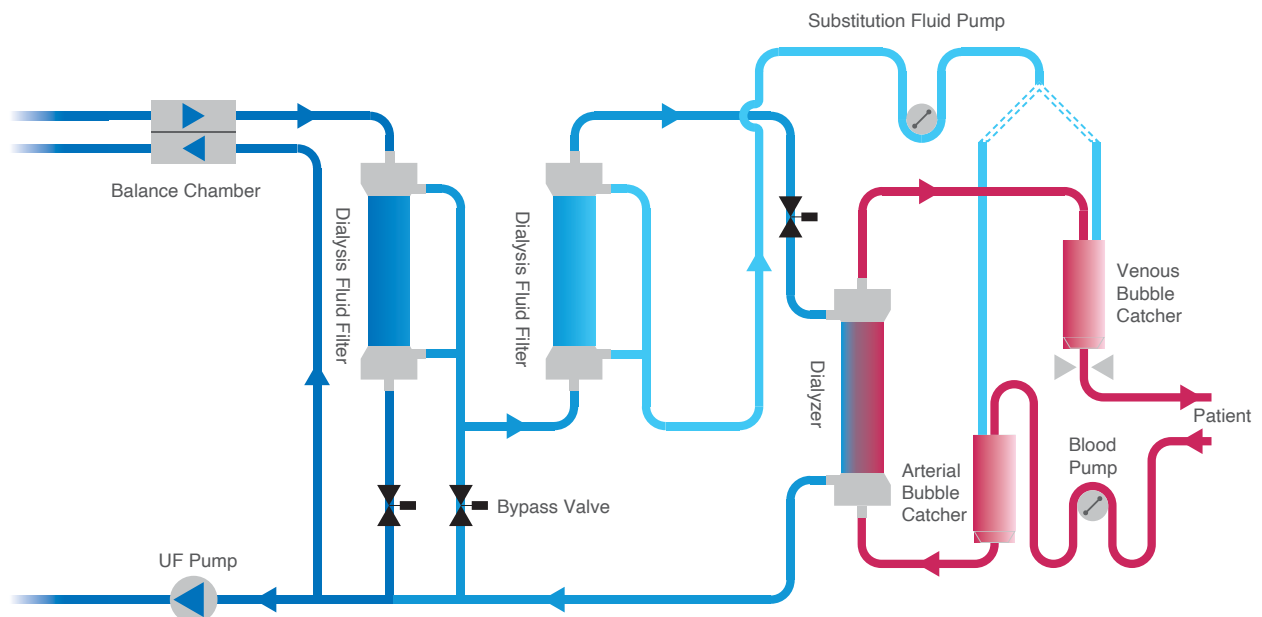 Substitution Fluid Pump
Balance Chamber
Dialysis Fluid Filter
Dialysis Fluid Filter
Venous
Bubble
Catcher
Dialyzer
Patient
Blood
Pump
Arterial
Bubble
Catcher
Bypass Valve
UF Pump